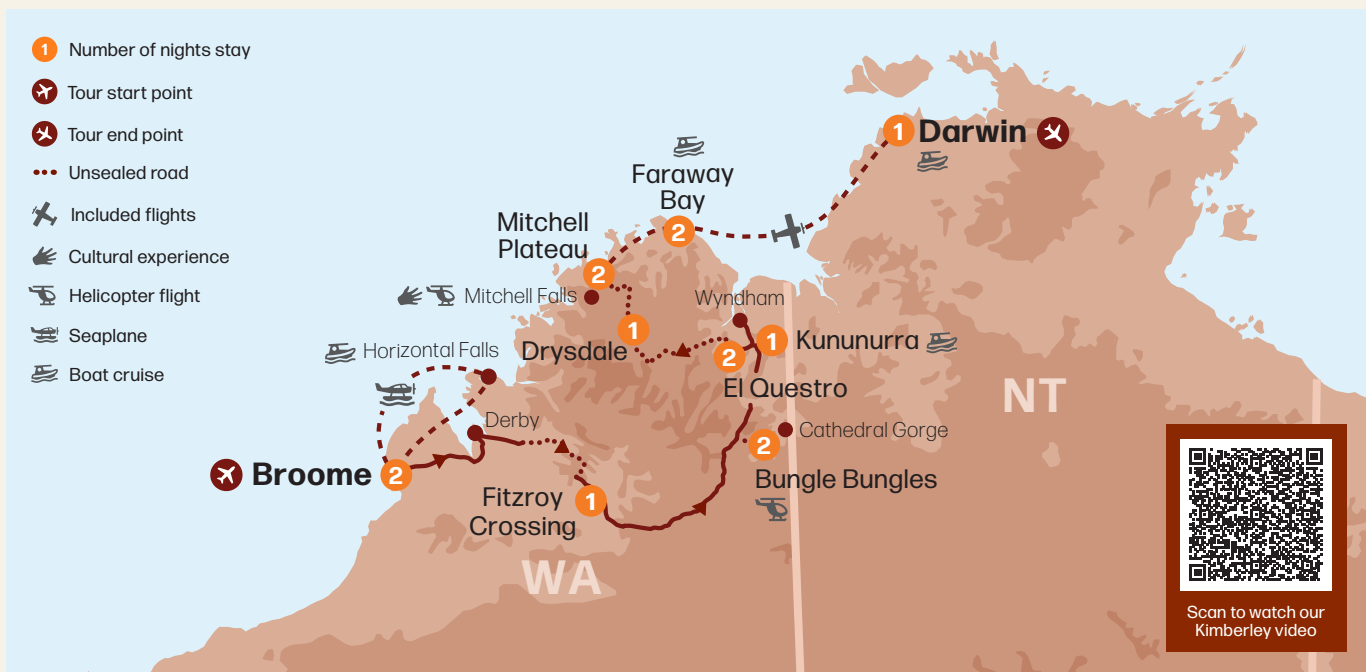 1 Number of nights stay
Tour start point
Tour end point
Unsealed road
Included flights
Cultural experience
Helicopter flight
Seaplane
Boat cruise
1 Darwin
Faraway
Bay
2
Mitchell
Plateau
2
Mitchell Falls
Wyndham
1
Drysdale
1 Kununurra
2
El Questro
Horizontal Falls
NT
Derby
Cathedral Gorge
2
Bungle Bungles
Broome 2
Fitzroy
Crossing
1
WA
Scan to watch our
Kimberley video